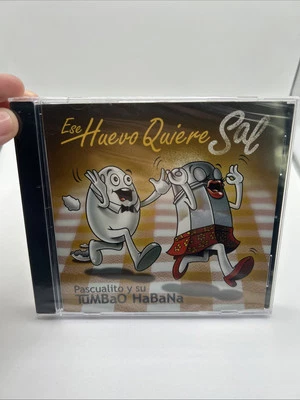 Ese Huevo Quiere Sal
Pascualito y su
TuMBaO HaBaNa